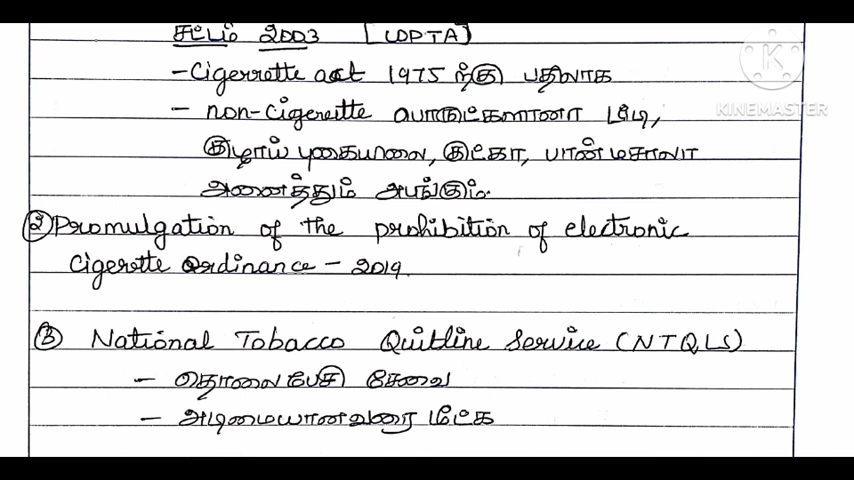 சட்டம் 2003 [COPTA]
- Cigerrette act 1975 ற்கு பதிலாக
- non-cigerette பொருட்களானா பீடி,
குழாய் புகையிலை, குட்கா, பான் மசாலா
அனைத்தும் அடங்கும்.
② Promulgation of the prohibition of electronic
Cigerette Ordinance - 2019.
③ National Tobacco Quitline Service (NTQLS)
- தொலைபேசி சேவை
- அடிமையானவரை மீட்க
KINEMASTER